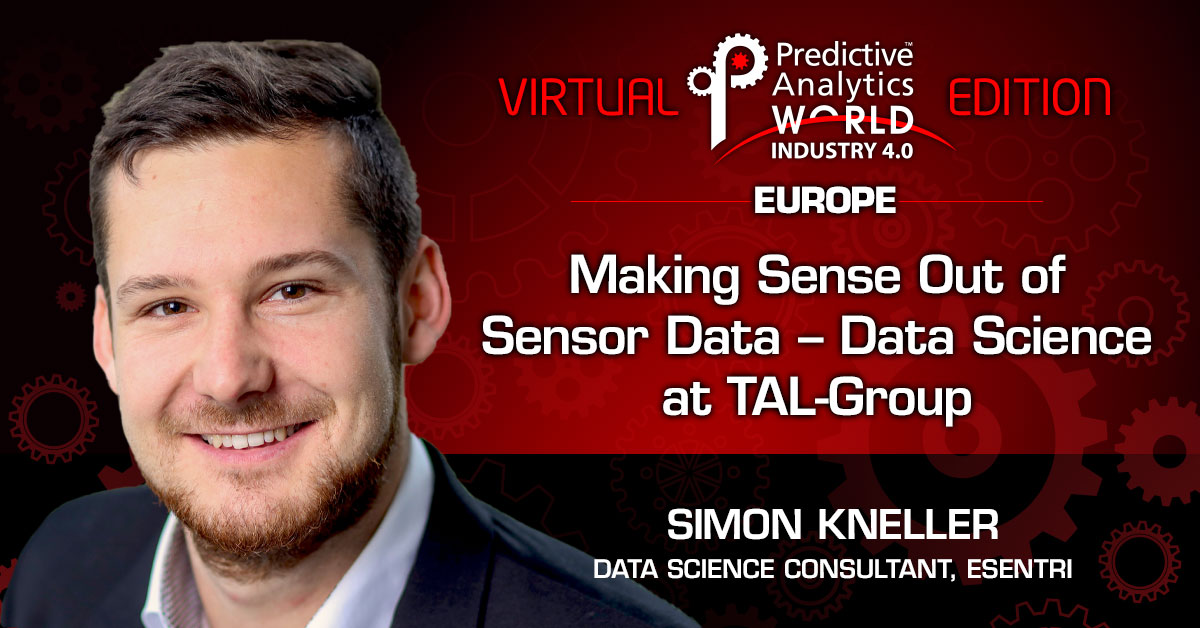 VIRTUAL
Predictive™
Analytics
WORLD
INDUSTRY 4.0
EDITION
EUROPE
Making Sense Out of
Sensor Data – Data Science
at TAL-Group
SIMON KNELLER
DATA SCIENCE CONSULTANT, ESENTRI